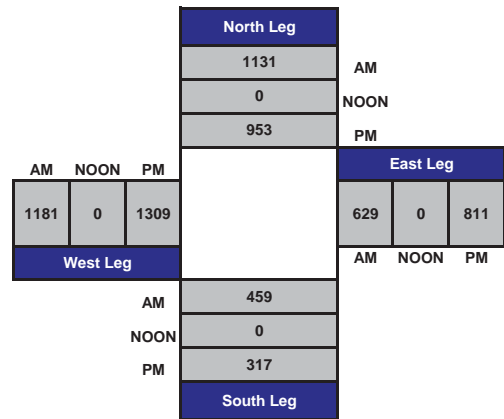 North Leg
1131 AM
0 NOON
953 PM
AM NOON PM
East Leg
1181 0 1309
629 0 811
West Leg
AM NOON PM
AM 459
NOON 0
PM 317
South Leg